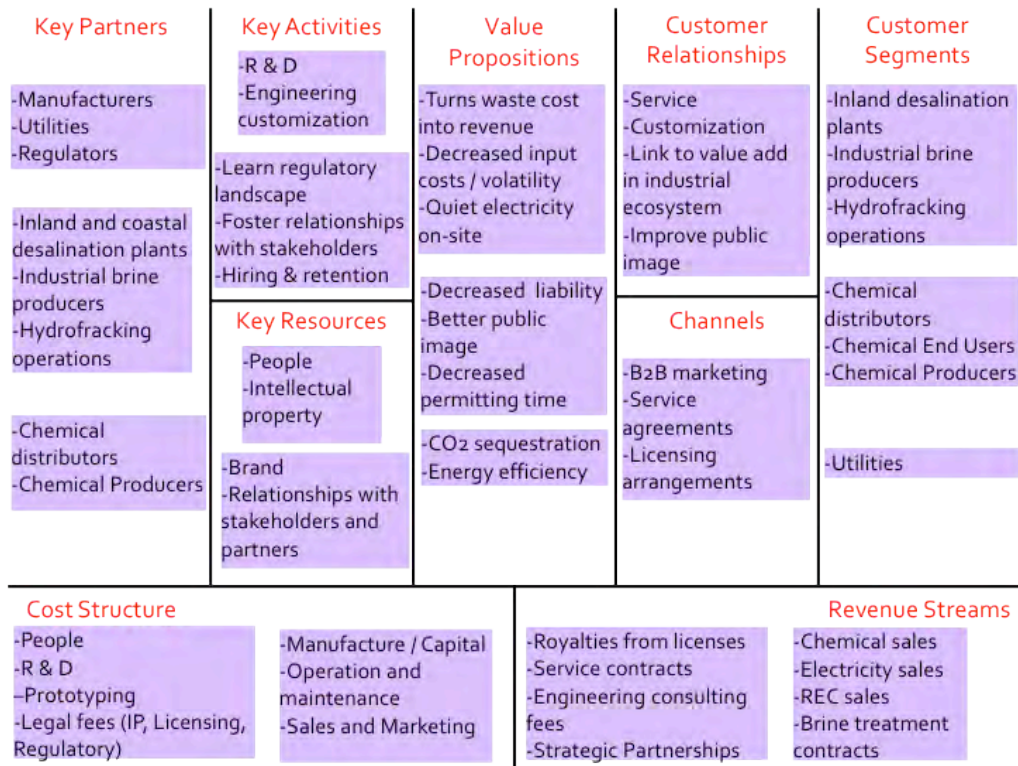 Key Partners
-Manufacturers
-Utilities
-Regulators
-Inland and coastal
desalination plants
-Industrial brine
producers
-Hydrofracking
operations
-Chemical
distributors
-Chemical Producers
Key Activities
-R & D
-Engineering
customization
-Learn regulatory
landscape
-Foster relationships
with stakeholders
-Hiring & retention
Key Resources
-People
-Intellectual
property
-Brand
-Relationships with
stakeholders and
partners
Value
Propositions
-Turns waste cost
into revenue
-Decreased input
costs / volatility
-Quiet electricity
on-site
-Decreased liability
-Better public
image
-Decreased
permitting time
-CO2 sequestration
-Energy efficiency
Customer
Relationships
-Service
-Customization
-Link to value add
in industrial
ecosystem
-Improve public
image
Channels
-B2B marketing
-Service
agreements
-Licensing
arrangements
Customer
Segments
-Inland desalination
plants
-Industrial brine
producers
-Hydrofracking
operations
-Chemical
distributors
-Chemical End Users
-Chemical Producers
-Utilities
Cost Structure
-People
-R & D
–Prototyping
-Legal fees (IP, Licensing,
Regulatory)
-Manufacture / Capital
-Operation and
maintenance
-Sales and Marketing
Revenue Streams
-Royalties from licenses
-Service contracts
-Engineering consulting
fees
-Strategic Partnerships
-Chemical sales
-Electricity sales
-REC sales
-Brine treatment
contracts